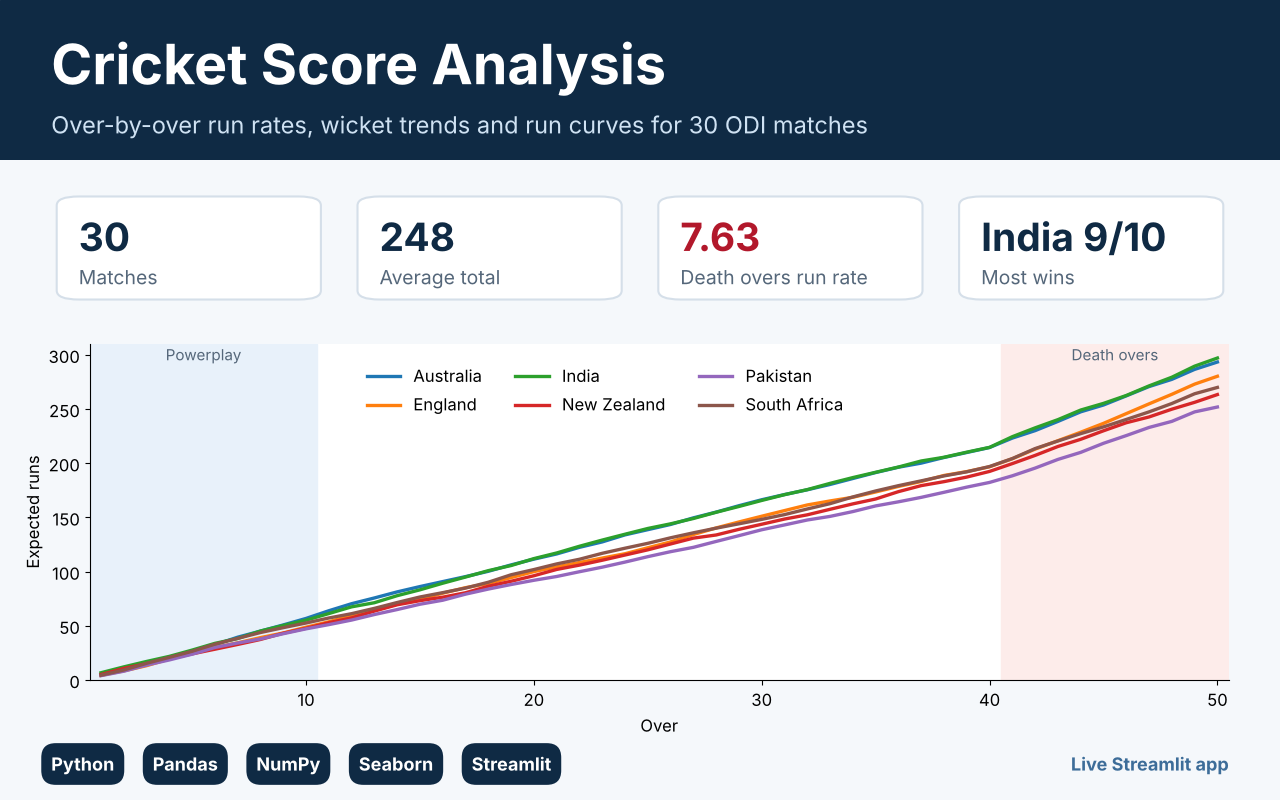 Cricket Score Analysis
Over-by-over run rates, wicket trends and run curves for 30 ODI matches
30
Matches
248
Average total
7.63
Death overs run rate
India 9/10
Most wins
Powerplay
Death overs
Australia
India
Pakistan
England
New Zealand
South Africa
Expected runs
300
250
200
150
100
50
0
10
20
30
40
50
Over
Python
Pandas
NumPy
Seaborn
Streamlit
Live Streamlit app